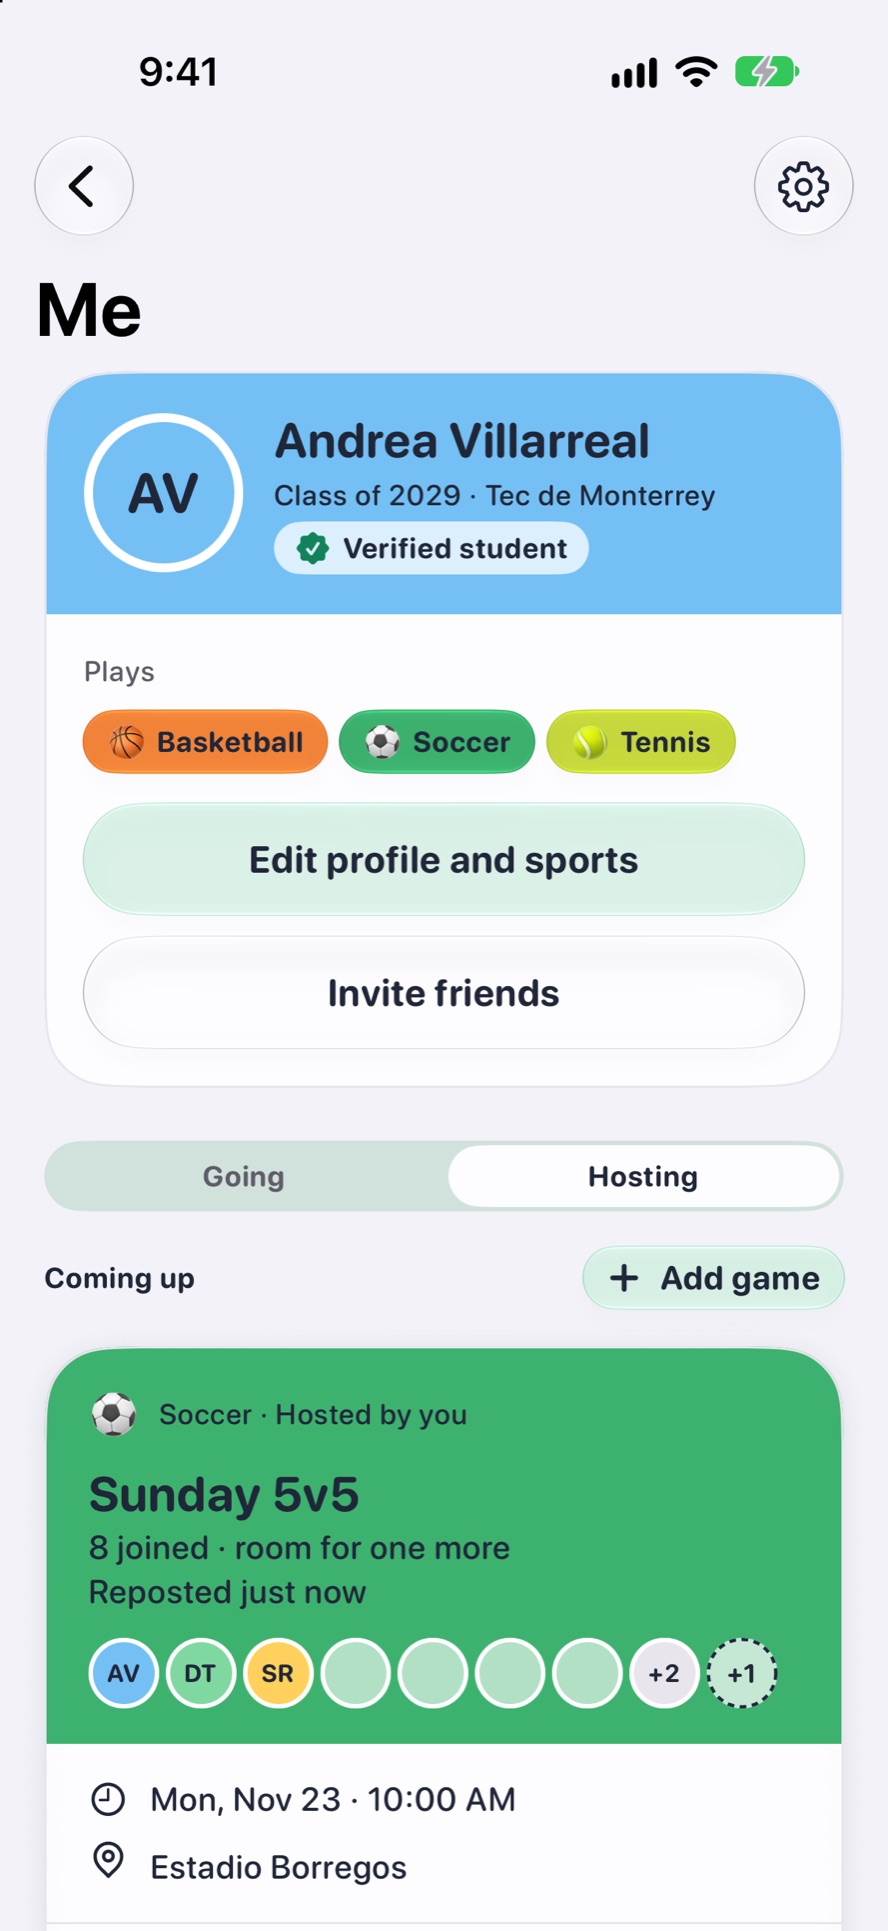 9:41
Me
AV
Andrea Villarreal
Class of 2029 · Tec de Monterrey
Verified student
Plays
Basketball
Soccer
Tennis
Edit profile and sports
Invite friends
Going
Hosting
Coming up
+ Add game
Soccer · Hosted by you
Sunday 5v5
8 joined · room for one more
Reposted just now
AV
DT
SR
+2
+1
Mon, Nov 23 · 10:00 AM
Estadio Borregos